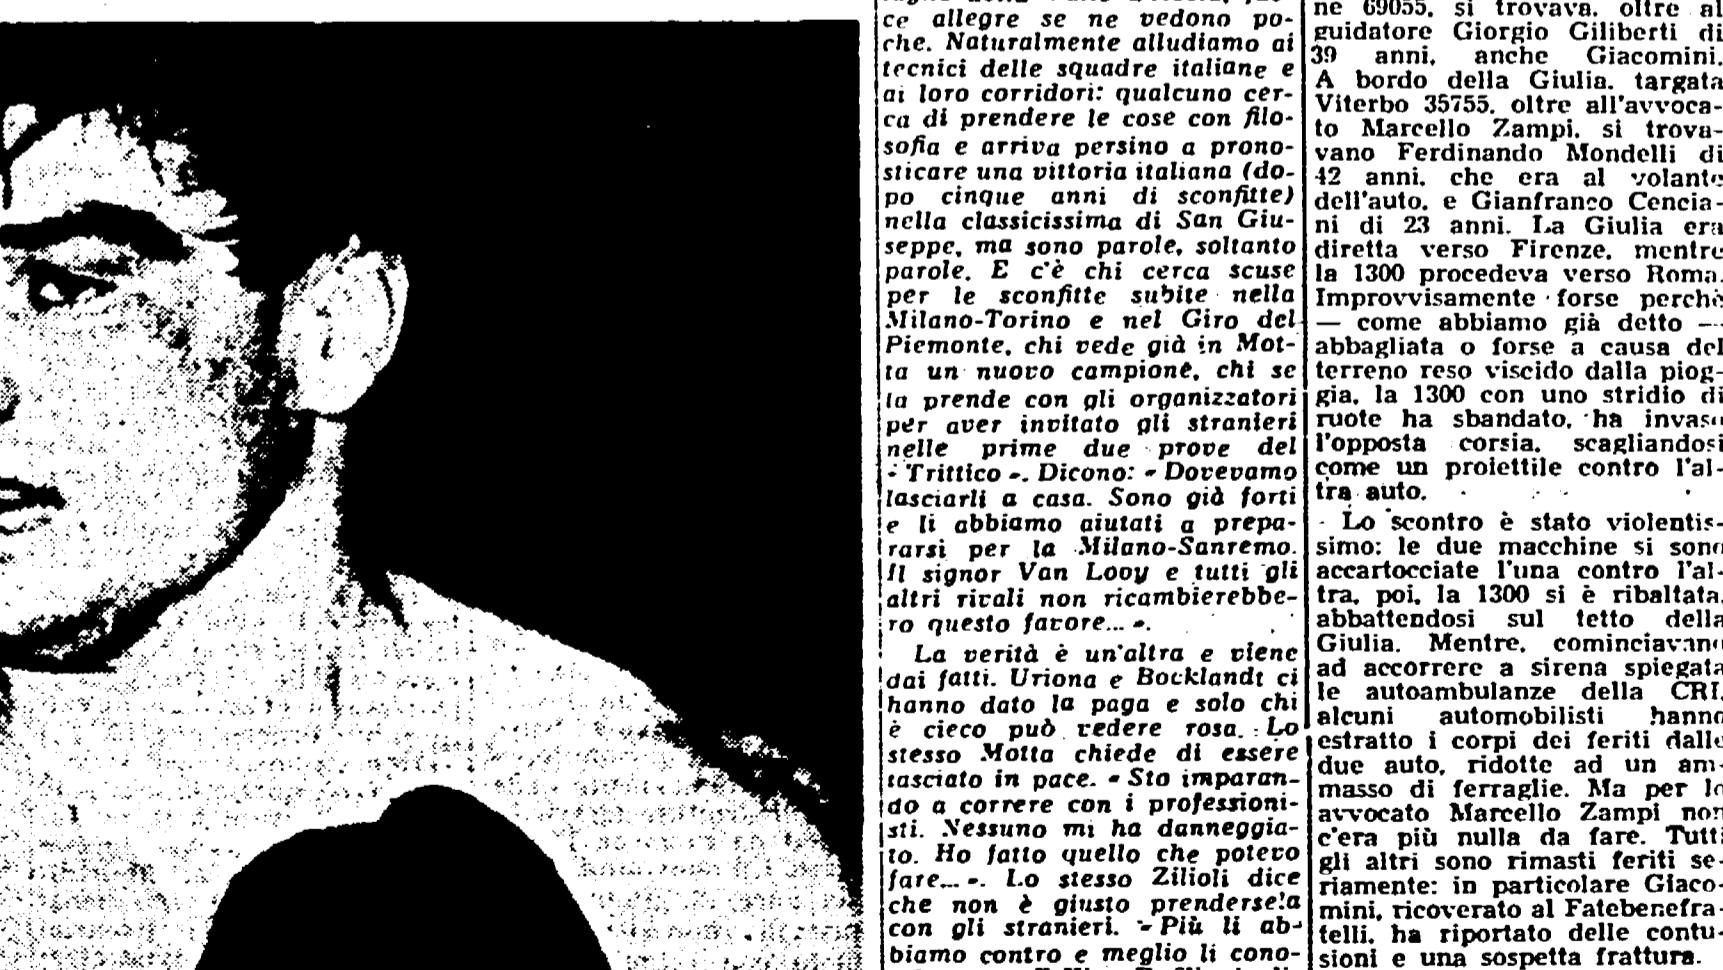 ce allegre se ne vedono po-
che. Naturalmente alludiamo ai
tecnici delle squadre italiane e
ai loro corridori: qualcuno cer-
ca di prendere le cose con filo-
sofia e arriva persino a prono-
sticare una vittoria italiana (do-
po cinque anni di sconfitte)
nella classicissima di San Giu-
seppe, ma sono parole, soltanto
parole. E c'è chi cerca scuse
per le sconfitte subite nella
Milano-Torino e nel Giro del
Piemonte, chi vede già in Mot-
ta un nuovo campione, chi se
la prende con gli organizzatori
per aver invitato gli stranieri
nelle prime due prove del
« Trittico ». Dicono: « Dovevamo
lasciarli a casa. Sono già forti
e li abbiamo aiutati a prepa-
rarsi per la Milano-Sanremo.
Il signor Van Looy e tutti gli
altri rivali non ricambierebbe-
ro questo favore... ».
La verità è un'altra e viene
dai fatti. Uriona e Bocklandt ci
hanno dato la paga e solo chi
è cieco può vedere rosa. Lo
stesso Motta chiede di essere
lasciato in pace. « Sto imparan-
do a correre con i professioni-
sti. Nessuno mi ha danneggia-
to. Ho fatto quello che potevo
fare... ». Lo stesso Zilioli dice
che non è giusto prendersela
con gli stranieri. « Più li ab-
biamo contro e meglio li cono-
ne 69055, si trovava, oltre al
guidatore Giorgio Giliberti di
39 anni, anche Giacomini.
A bordo della Giulia, targata
Viterbo 35755, oltre all'avvoca-
to Marcello Zampi, si trova-
vano Ferdinando Mondelli di
42 anni, che era al volante
dell'auto, e Gianfranco Cencia-
ni di 23 anni. La Giulia era
diretta verso Firenze, mentre
la 1300 procedeva verso Roma.
Improvvisamente forse perchè
— come abbiamo già detto —
abbagliata o forse a causa del
terreno reso viscido dalla piog-
gia, la 1300 con uno stridio di
ruote ha sbandato, ha invaso
l'opposta corsia, scagliandosi
come un proiettile contro l'al-
tra auto.
Lo scontro è stato violentis-
simo: le due macchine si sono
accartocciate l'una contro l'al-
tra, poi, la 1300 si è ribaltata,
abbattendosi sul tetto della
Giulia. Mentre, cominciavano
ad accorrere a sirena spiegata
le autoambulanze della CRI,
alcuni automobilisti hanno
estratto i corpi dei feriti dalle
due auto, ridotte ad un am-
masso di ferraglie. Ma per lo
avvocato Marcello Zampi non
c'era più nulla da fare. Tutti
gli altri sono rimasti feriti se-
riamente: in particolare Giaco-
mini, ricoverato al Fatebenefra-
telli, ha riportato delle contu-
sioni e una sospetta frattura.